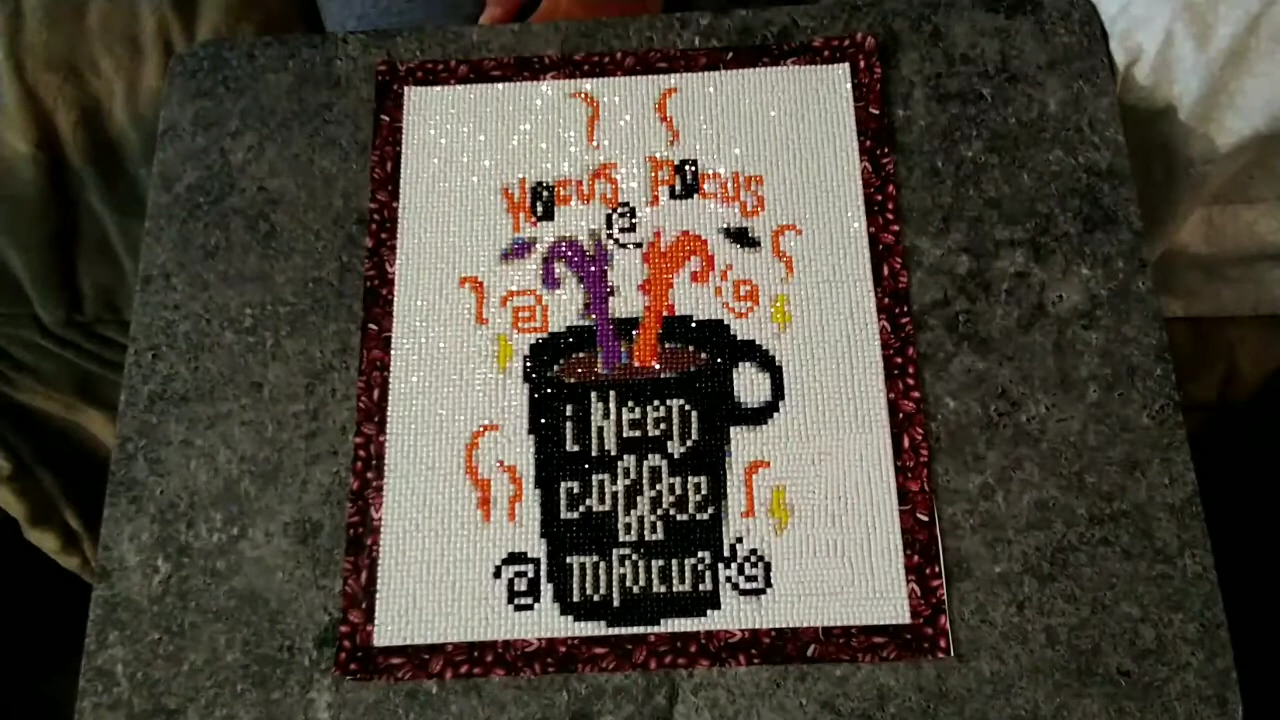 Hocus Pocus
i Need
coffee
to
focus